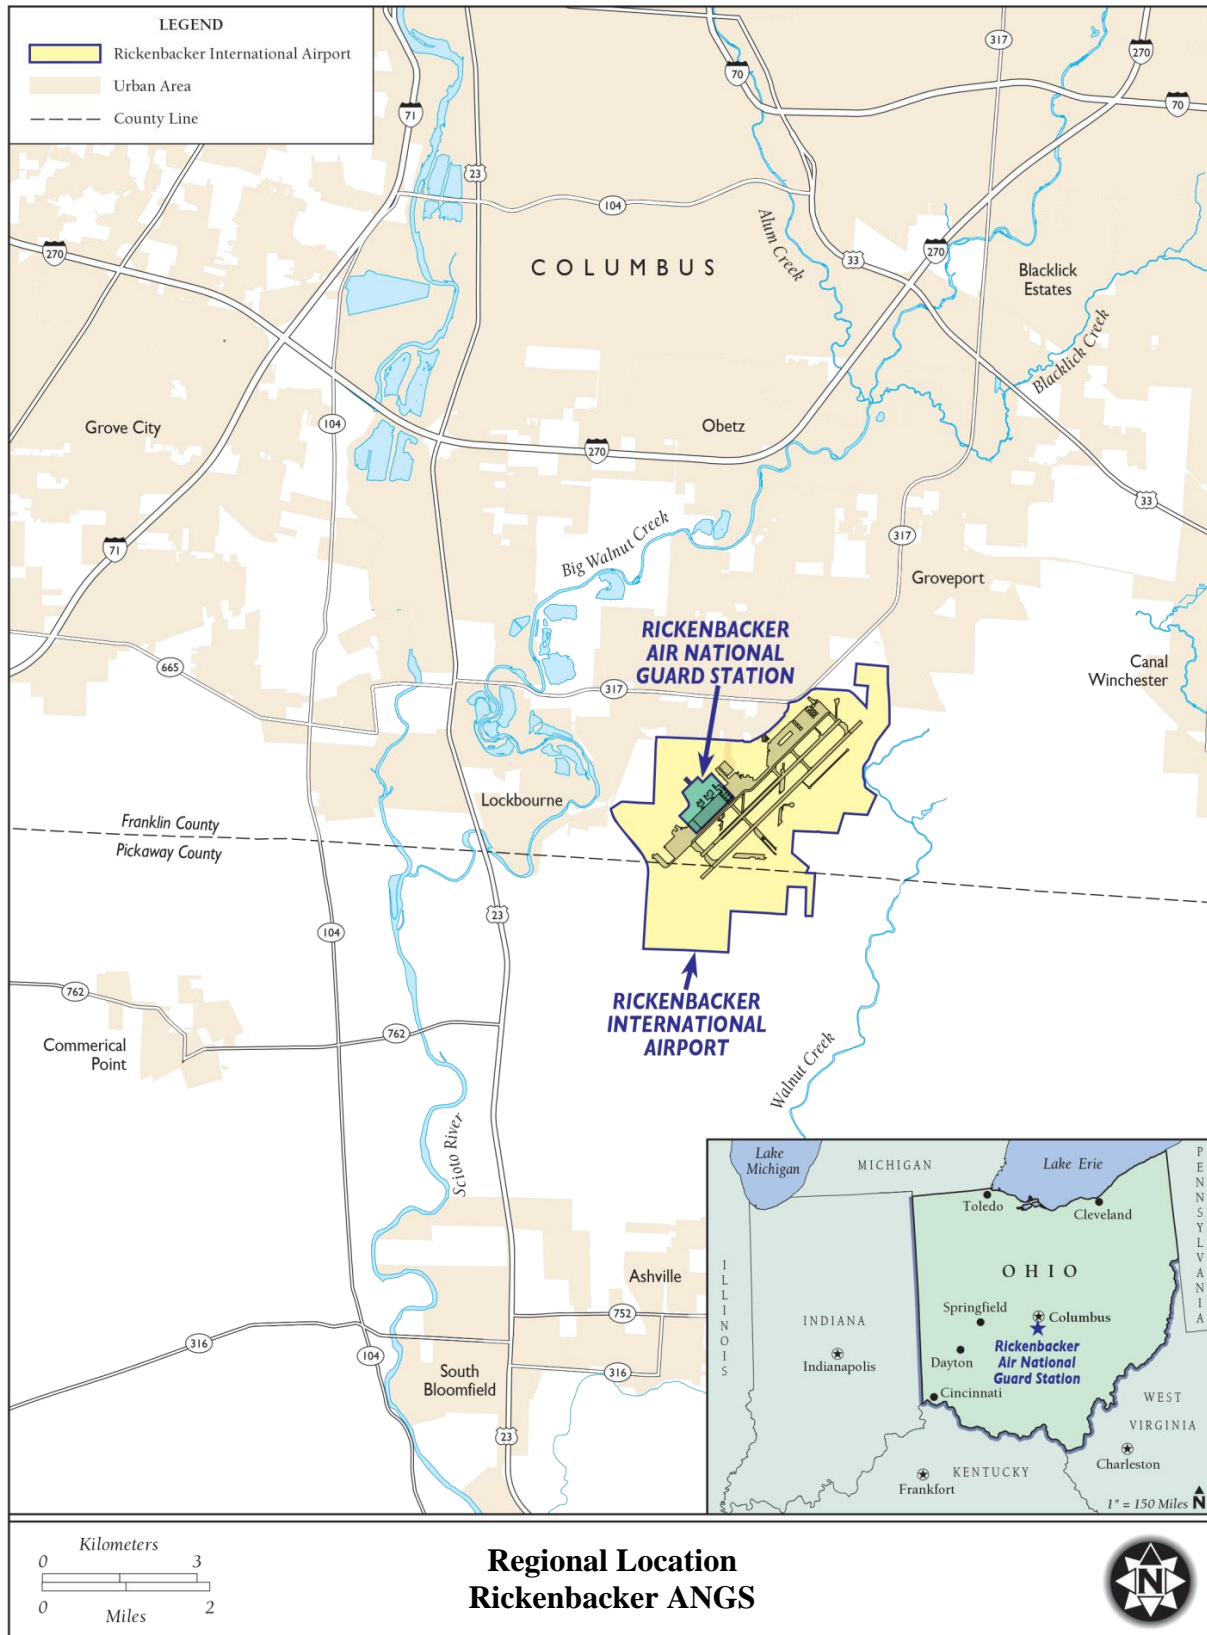 LEGEND
Rickenbacker International Airport
Urban Area
County Line
317
270
70
70
71
23
104
270
Alum Creek
33
270
COLUMBUS
Blacklick
Estates
Blacklick Creek
Grove City
104
Obetz
270
33
71
317
Big Walnut Creek
Groveport
RICKENBACKER
AIR NATIONAL
GUARD STATION
Canal
Winchester
665
317
Lockbourne
Franklin County
Pickaway County
23
104
762
RICKENBACKER
INTERNATIONAL
AIRPORT
762
Commerical
Point
Walnut Creek
Scioto River
Ashville
752
316
104
South
Bloomfield
316
23
Lake
Michigan
MICHIGAN
Lake Erie
PENNSYLVANIA
Toledo
Cleveland
ILLINOIS
OHIO
INDIANA
Springfield
Columbus
Indianapolis
Dayton
Rickenbacker
Air National
Guard Station
Cincinnati
WEST
VIRGINIA
Charleston
KENTUCKY
Frankfort
1" = 150 Miles N
Kilometers
0 3
0 2
Miles
Regional Location
Rickenbacker ANGS
N